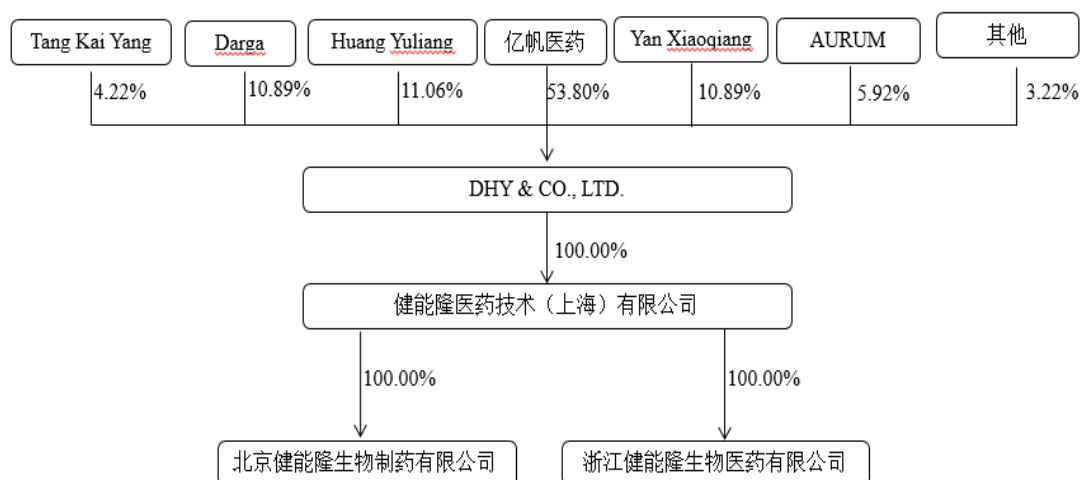 Tang Kai Yang
Darga
Huang Yuliang
亿帆医药
Yan Xiaoqiang
AURUM
其他
4.22%
10.89%
11.06%
53.80%
10.89%
5.92%
3.22%
DHY & CO., LTD.
100.00%
健能隆医药技术（上海）有限公司
100.00%
100.00%
北京健能隆生物制药有限公司
浙江健能隆生物医药有限公司